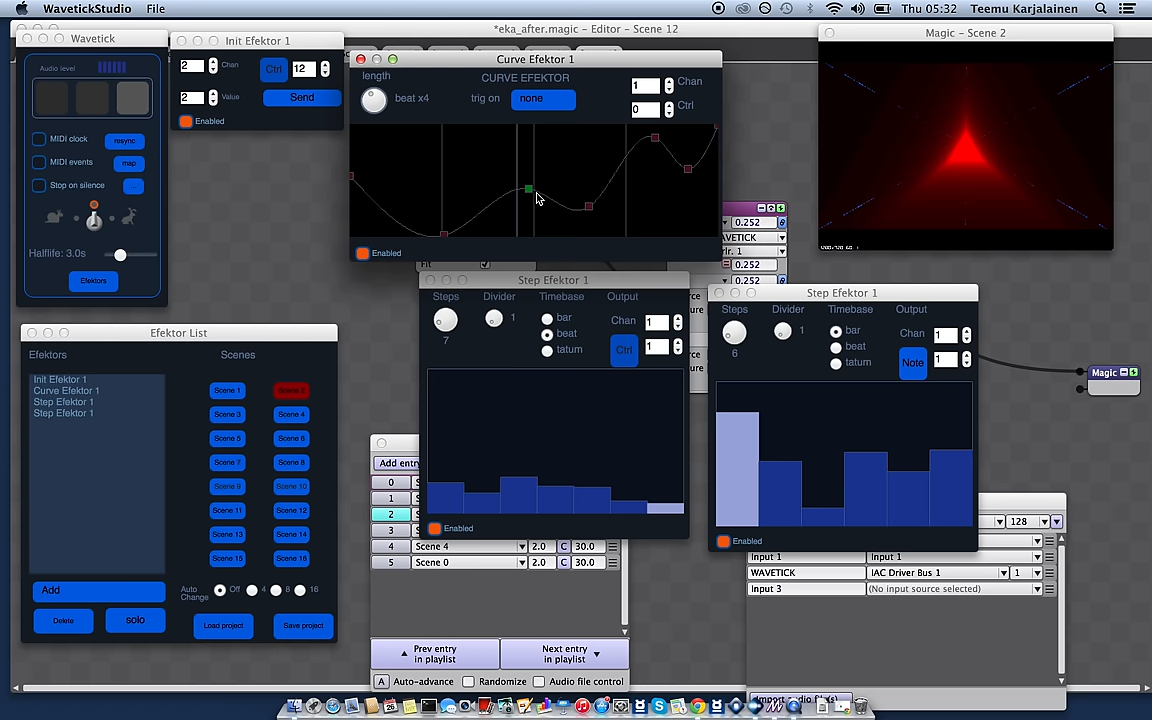 WavetickStudio File
Thu 05:32 Teemu Karjalainen
*eka_after.magic - Editor - Scene 12
Wavetick
Audio level
MIDI clock resync
MIDI events map
Stop on silence ...
Halflife: 3.0s
Efektors
Init Efektor 1
2 Chan Ctrl 12
2 Value Send
Enabled
Curve Efektor 1
length CURVE EFEKTOR
beat x4 trig on none
1 Chan
0 Ctrl
Enabled
Magic - Scene 2
0.252
WAVETICK
0.252
0.252
Fit
Step Efektor 1
Steps Divider Timebase Output
7 1
bar
beat
tatum
Chan 1
Ctrl 1
Enabled
Step Efektor 1
Steps Divider Timebase Output
6 1
bar
beat
tatum
Chan 1
Note 1
Enabled
Magic
Efektor List
Efektors Scenes
Init Efektor 1
Curve Efektor 1
Step Efektor 1
Step Efektor 1
Scene 1
Scene 3 Scene 4
Scene 5 Scene 6
Scene 7 Scene 8
Scene 9 Scene 10
Scene 11 Scene 12
Scene 13 Scene 14
Scene 15 Scene 16
Add
Delete solo
Auto Change Off 4 8 16
Load project Save project
Add entry
0
1
2
3
4 Scene 4 2.0 C 30.0
5 Scene 0 2.0 C 30.0
Prev entry in playlist
Next entry in playlist
A Auto-advance Randomize Audio file control
128
Input 1 Input 1
WAVETICK IAC Driver Bus 1 1
Input 3 (No input source selected)
Import audio file(s)